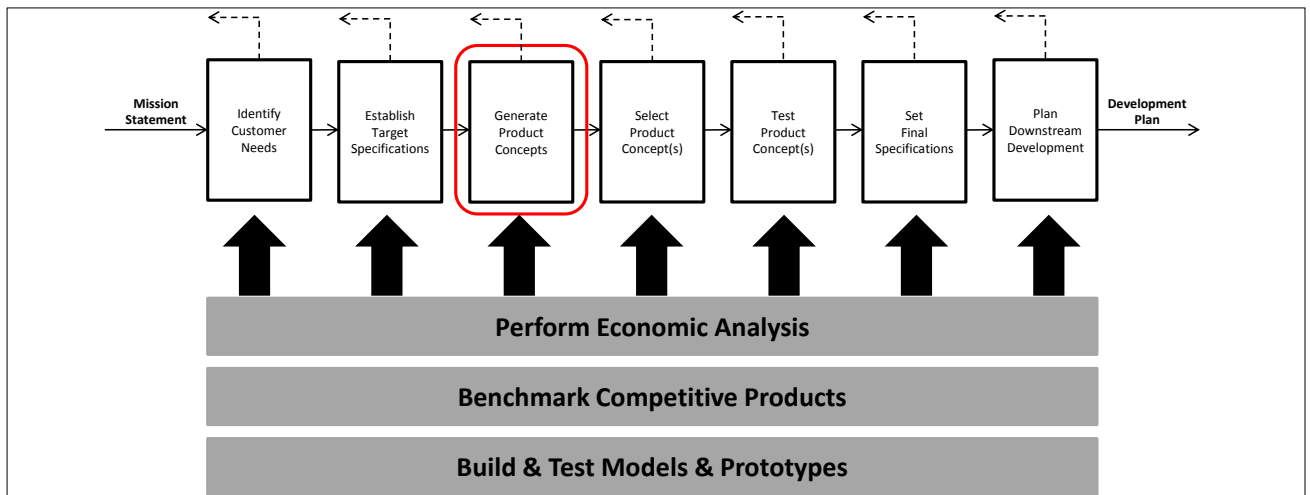 Mission
Statement
Identify
Customer
Needs
Establish
Target
Specifications
Generate
Product
Concepts
Select
Product
Concept(s)
Test
Product
Concept(s)
Set
Final
Specifications
Plan
Downstream
Development
Development
Plan
Perform Economic Analysis
Benchmark Competitive Products
Build & Test Models & Prototypes